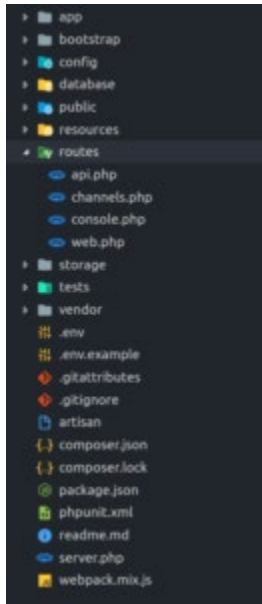 app
bootstrap
config
database
public
resources
routes
api.php
channels.php
console.php
web.php
storage
tests
vendor
.env
.env.example
.gitattributes
.gitignore
artisan
composer.json
composer.lock
package.json
phpunit.xml
readme.md
server.php
webpack.mix.js